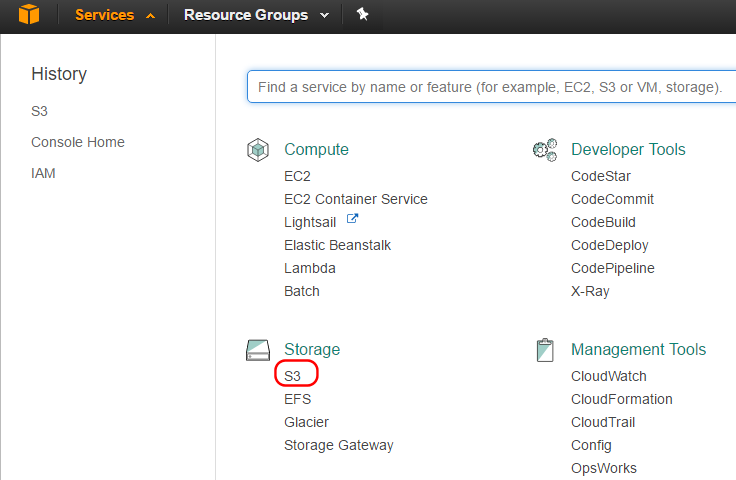 Services
Resource Groups
History
S3
Console Home
IAM
Find a service by name or feature (for example, EC2, S3 or VM, storage).
Compute
EC2
EC2 Container Service
Lightsail
Elastic Beanstalk
Lambda
Batch
Developer Tools
CodeStar
CodeCommit
CodeBuild
CodeDeploy
CodePipeline
X-Ray
Storage
S3
EFS
Glacier
Storage Gateway
Management Tools
CloudWatch
CloudFormation
CloudTrail
Config
OpsWorks